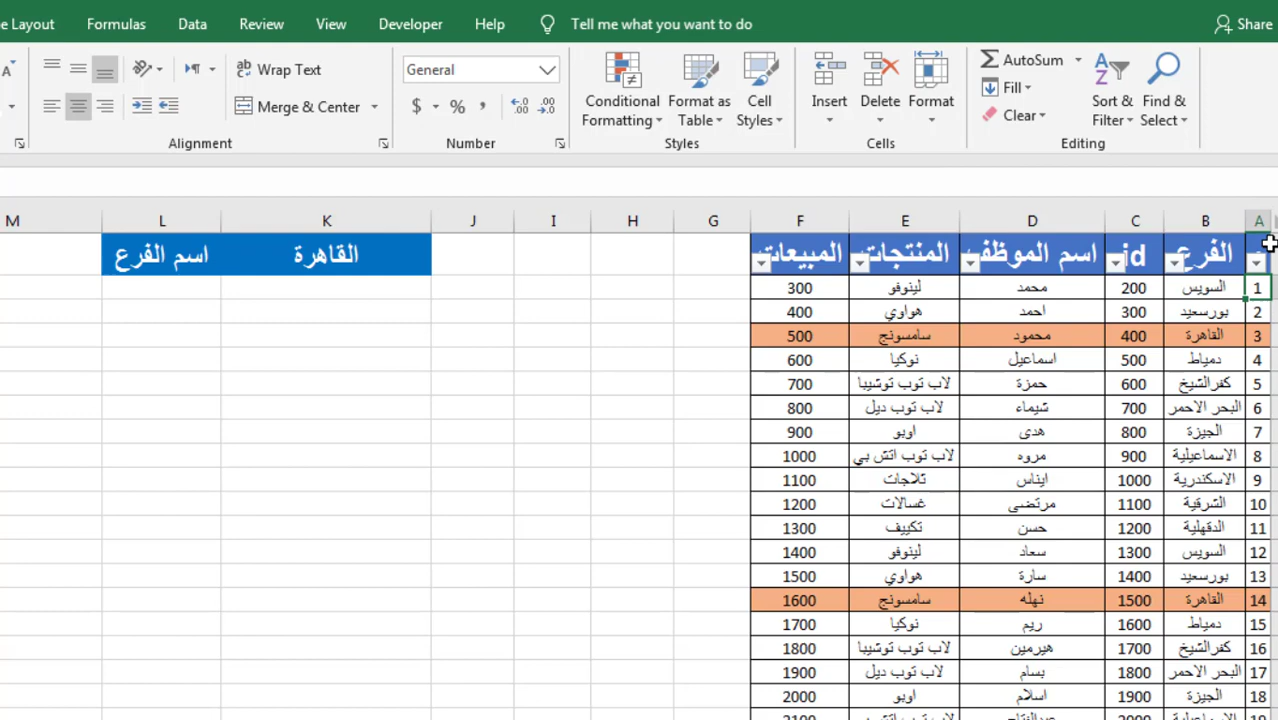 e Layout Formulas Data Review View Developer Help Tell me what you want to do Share
Wrap Text General Conditional Formatting Format as Table Cell Styles Insert Delete Format AutoSum Fill Clear Sort & Filter Find & Select
Merge & Center $ % ,
Alignment Number Styles Cells Editing
M L K J I H G F E D C B A
اسم الفرع القاهرة
الفرع id اسم الموظف المنتجات المبيعات
1 السويس 200 محمد لينوفو 300
2 بورسعيد 300 احمد هواوي 400
3 القاهرة 400 محمود سامسونج 500
4 دمياط 500 اسماعيل نوكيا 600
5 كفرالشيخ 600 حمزة لاب توب توشيبا 700
6 البحر الاحمر 700 شيماء لاب توب ديل 800
7 الجيزة 800 هدى اوبو 900
8 الاسماعيلية 900 مروه لاب توب اتش بي 1000
9 الاسكندرية 1000 ايناس ثلاجات 1100
10 الشرقية 1100 مرتضى غسالات 1200
11 الدقهلية 1200 حسن تكييف 1300
12 السويس 1300 سعاد لينوفو 1400
13 بورسعيد 1400 سارة هواوي 1500
14 القاهرة 1500 نهله سامسونج 1600
15 دمياط 1600 ريم نوكيا 1700
16 كفرالشيخ 1700 هيرمين لاب توب توشيبا 1800
17 البحر الاحمر 1800 بسام لاب توب ديل 1900
18 الجيزة 1900 اسلام اوبو 2000